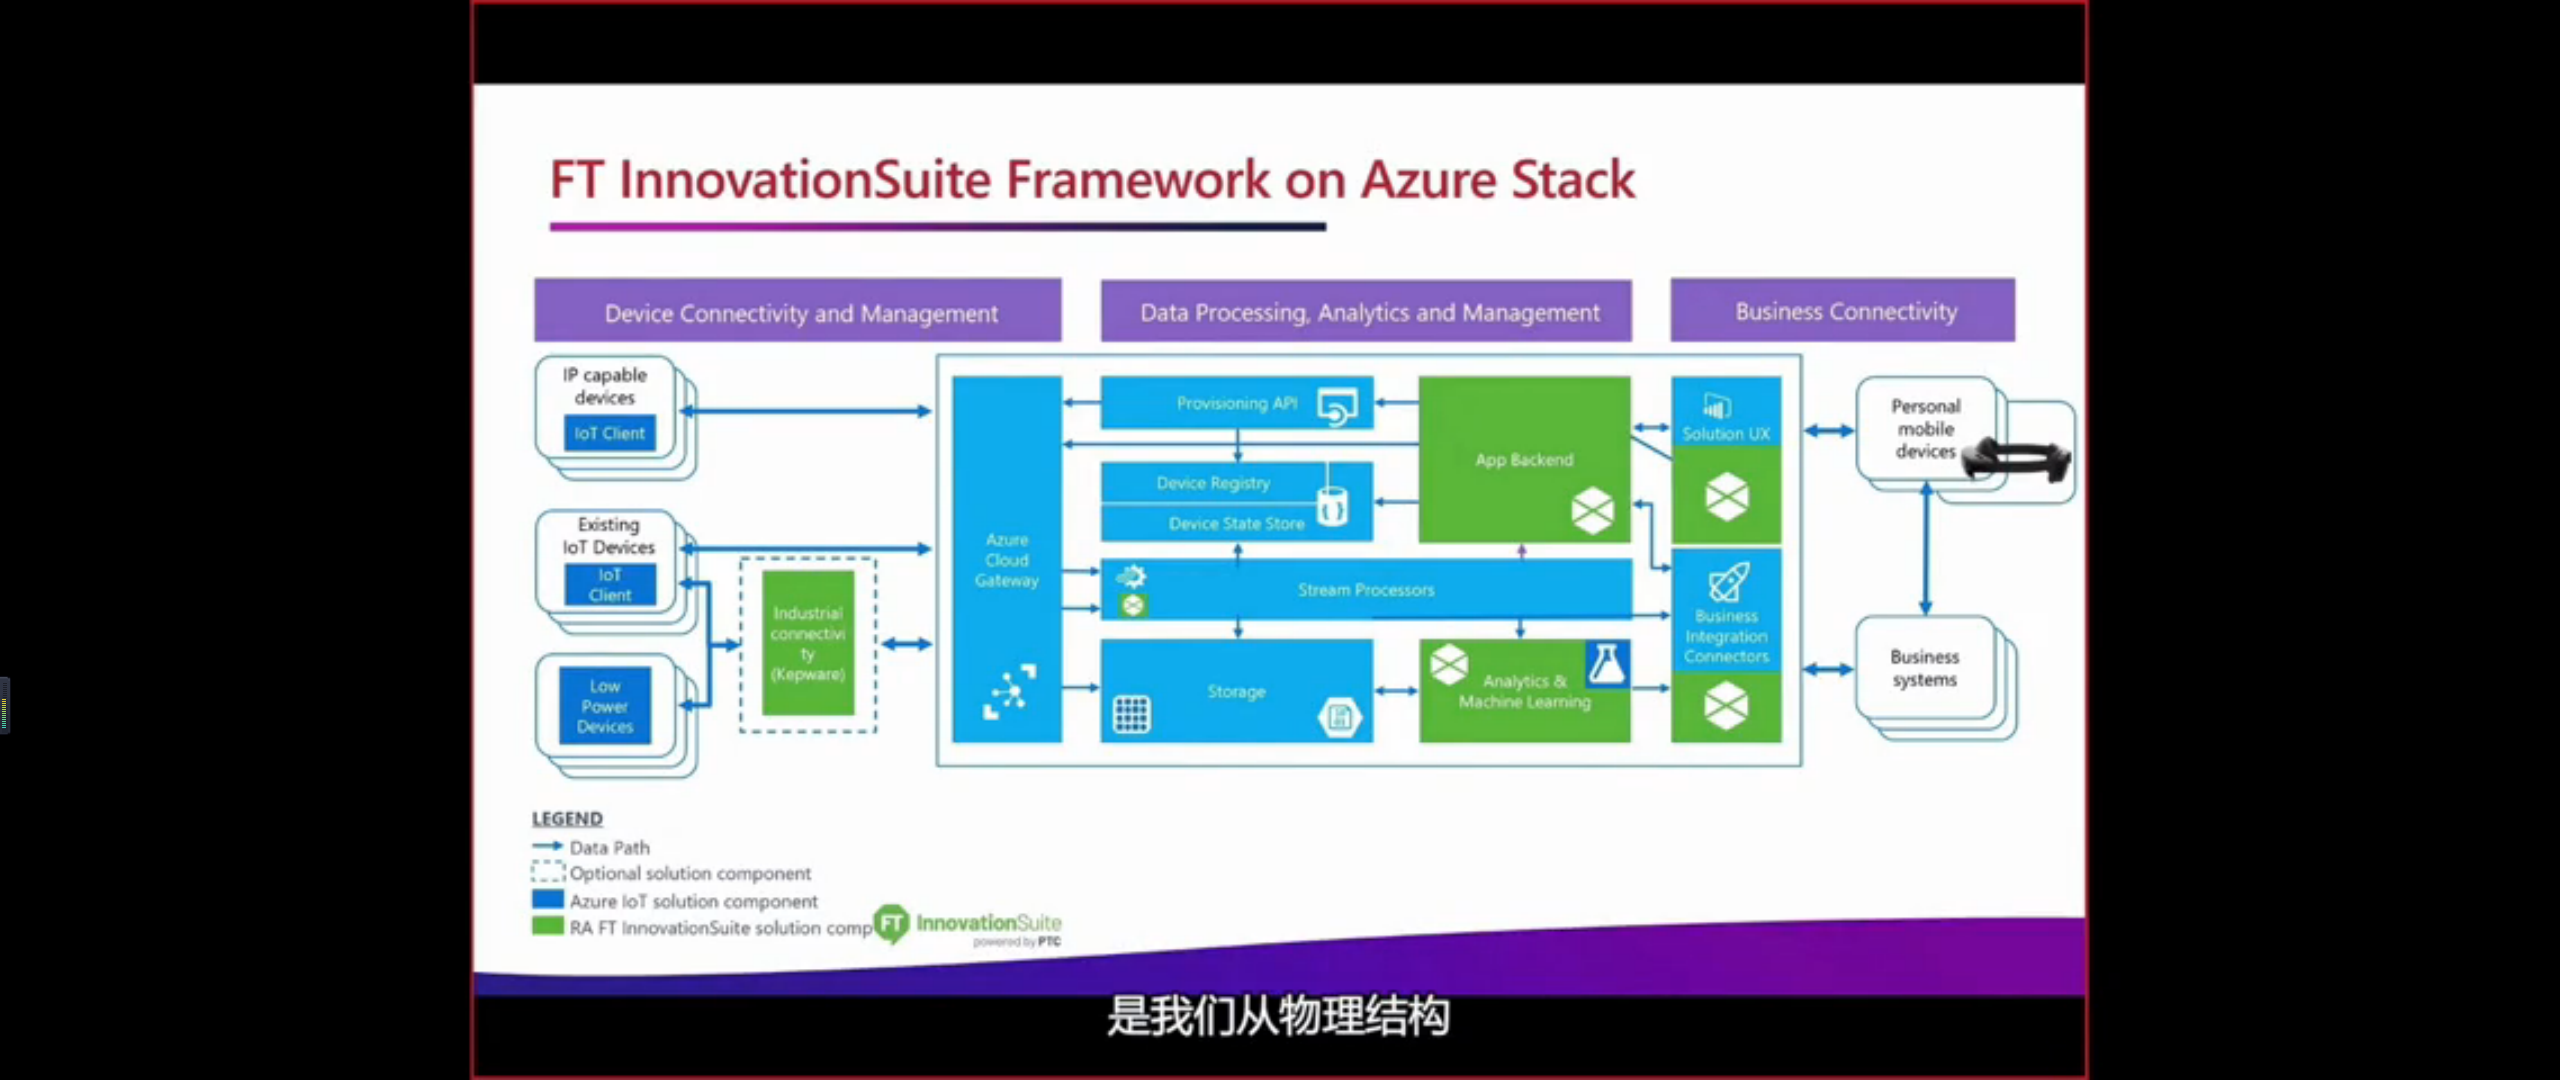 FT InnovationSuite Framework on Azure Stack
Device Connectivity and Management
Data Processing, Analytics and Management
Business Connectivity
IP capable
devices
IoT Client
Existing
IoT Devices
IoT
Client
Low
Power
Devices
Industrial
connectivi
ty
(Kepware)
Azure
Cloud
Gateway
Provisioning API
Device Registry
Device State Store
Stream Processors
Storage
App Backend
Analytics &
Machine Learning
Solution UX
Business
Integration
Connectors
Personal
mobile
devices
Business
systems
LEGEND
Data Path
Optional solution component
Azure IoT solution component
RA FT InnovationSuite solution comp
FT InnovationSuite
powered by PTC
是我们从物理结构